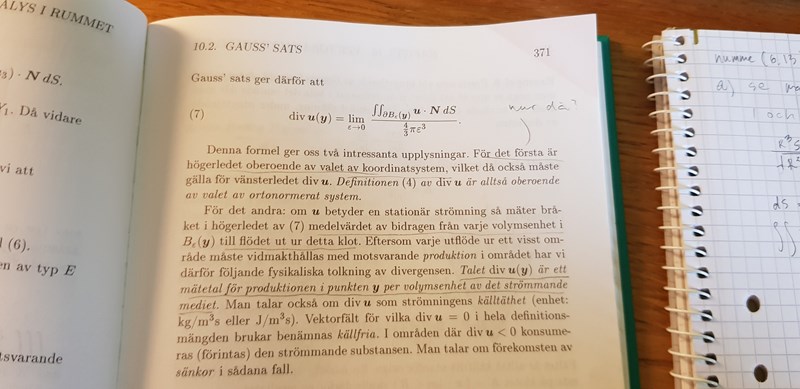 ALYS I RUMMET
3) · N dS.
1. Då vidare
vi att
(6).
en av typ E
tsvarande
10.2. GAUSS' SATS 371
Gauss' sats ger därför att
(7) div u(y) = lim ε→0 ∬∂Bε(y) u · N dS / 4/3 πε³.
hur då?
Denna formel ger oss två intressanta upplysningar. För det första är
högerledet oberoende av valet av koordinatsystem, vilket då också måste
gälla för vänsterledet div u. Definitionen (4) av div u är alltså oberoende
av valet av ortonormerat system.
För det andra: om u betyder en stationär strömning så mäter brå-
ket i högerledet av (7) medelvärdet av bidragen från varje volymsenhet i
Bε(y) till flödet ut ur detta klot. Eftersom varje utflöde ur ett visst om-
råde måste vidmakthållas med motsvarande produktion i området har vi
därför följande fysikaliska tolkning av divergensen. Talet div u(y) är ett
mätetal för produktionen i punkten y per volymsenhet av det strömmande
mediet. Man talar också om div u som strömningens källtäthet (enhet:
kg/m³s eller J/m³s). Vektorfält för vilka div u = 0 i hela definitions-
mängden brukar benämnas källfria. I områden där div u < 0 konsume-
ras (förintas) den strömmande substansen. Man talar om förekomsten av
sänkor i sådana fall.
a) se
och
ds
∬